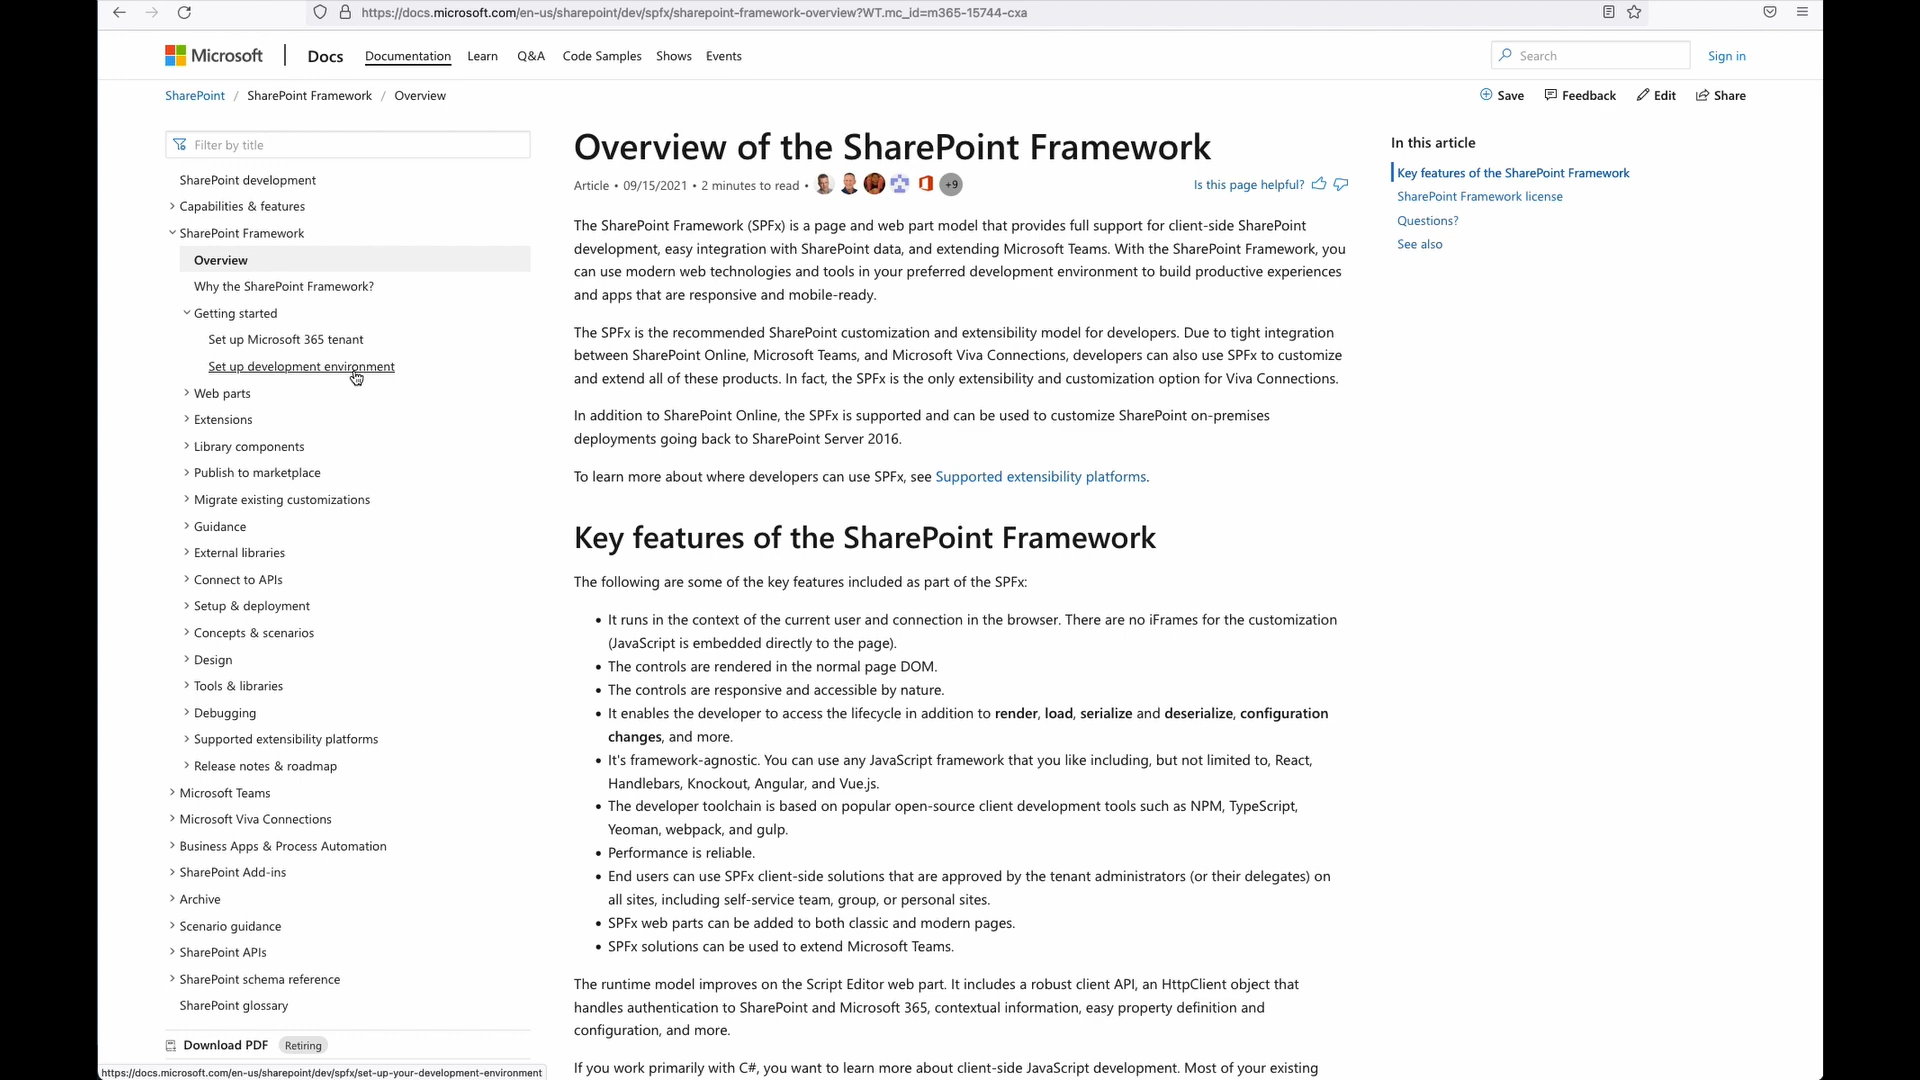 https://docs.microsoft.com/en-us/sharepoint/dev/spfx/sharepoint-framework-overview?WT.mc_id=m365-15744-cxa
Microsoft Docs Documentation Learn Q&A Code Samples Shows Events Search Sign in
SharePoint / SharePoint Framework / Overview Save Feedback Edit Share
Filter by title
SharePoint development
Capabilities & features
SharePoint Framework
Overview
Why the SharePoint Framework?
Getting started
Set up Microsoft 365 tenant
Set up development environment
Web parts
Extensions
Library components
Publish to marketplace
Migrate existing customizations
Guidance
External libraries
Connect to APIs
Setup & deployment
Concepts & scenarios
Design
Tools & libraries
Debugging
Supported extensibility platforms
Release notes & roadmap
Microsoft Teams
Microsoft Viva Connections
Business Apps & Process Automation
SharePoint Add-ins
Archive
Scenario guidance
SharePoint APIs
SharePoint schema reference
SharePoint glossary
Download PDF Retiring
Overview of the SharePoint Framework
Article • 09/15/2021 • 2 minutes to read • +9
Is this page helpful?
The SharePoint Framework (SPFx) is a page and web part model that provides full support for client-side SharePoint
development, easy integration with SharePoint data, and extending Microsoft Teams. With the SharePoint Framework, you
can use modern web technologies and tools in your preferred development environment to build productive experiences
and apps that are responsive and mobile-ready.
The SPFx is the recommended SharePoint customization and extensibility model for developers. Due to tight integration
between SharePoint Online, Microsoft Teams, and Microsoft Viva Connections, developers can also use SPFx to customize
and extend all of these products. In fact, the SPFx is the only extensibility and customization option for Viva Connections.
In addition to SharePoint Online, the SPFx is supported and can be used to customize SharePoint on-premises
deployments going back to SharePoint Server 2016.
To learn more about where developers can use SPFx, see Supported extensibility platforms.
Key features of the SharePoint Framework
The following are some of the key features included as part of the SPFx:
• It runs in the context of the current user and connection in the browser. There are no iFrames for the customization
(JavaScript is embedded directly to the page).
• The controls are rendered in the normal page DOM.
• The controls are responsive and accessible by nature.
• It enables the developer to access the lifecycle in addition to render, load, serialize and deserialize, configuration
changes, and more.
• It's framework-agnostic. You can use any JavaScript framework that you like including, but not limited to, React,
Handlebars, Knockout, Angular, and Vue.js.
• The developer toolchain is based on popular open-source client development tools such as NPM, TypeScript,
Yeoman, webpack, and gulp.
• Performance is reliable.
• End users can use SPFx client-side solutions that are approved by the tenant administrators (or their delegates) on
all sites, including self-service team, group, or personal sites.
• SPFx web parts can be added to both classic and modern pages.
• SPFx solutions can be used to extend Microsoft Teams.
The runtime model improves on the Script Editor web part. It includes a robust client API, an HttpClient object that
handles authentication to SharePoint and Microsoft 365, contextual information, easy property definition and
configuration, and more.
If you work primarily with C#, you want to learn more about client-side JavaScript development. Most of your existing
In this article
Key features of the SharePoint Framework
SharePoint Framework license
Questions?
See also
https://docs.microsoft.com/en-us/sharepoint/dev/spfx/set-up-your-development-environment